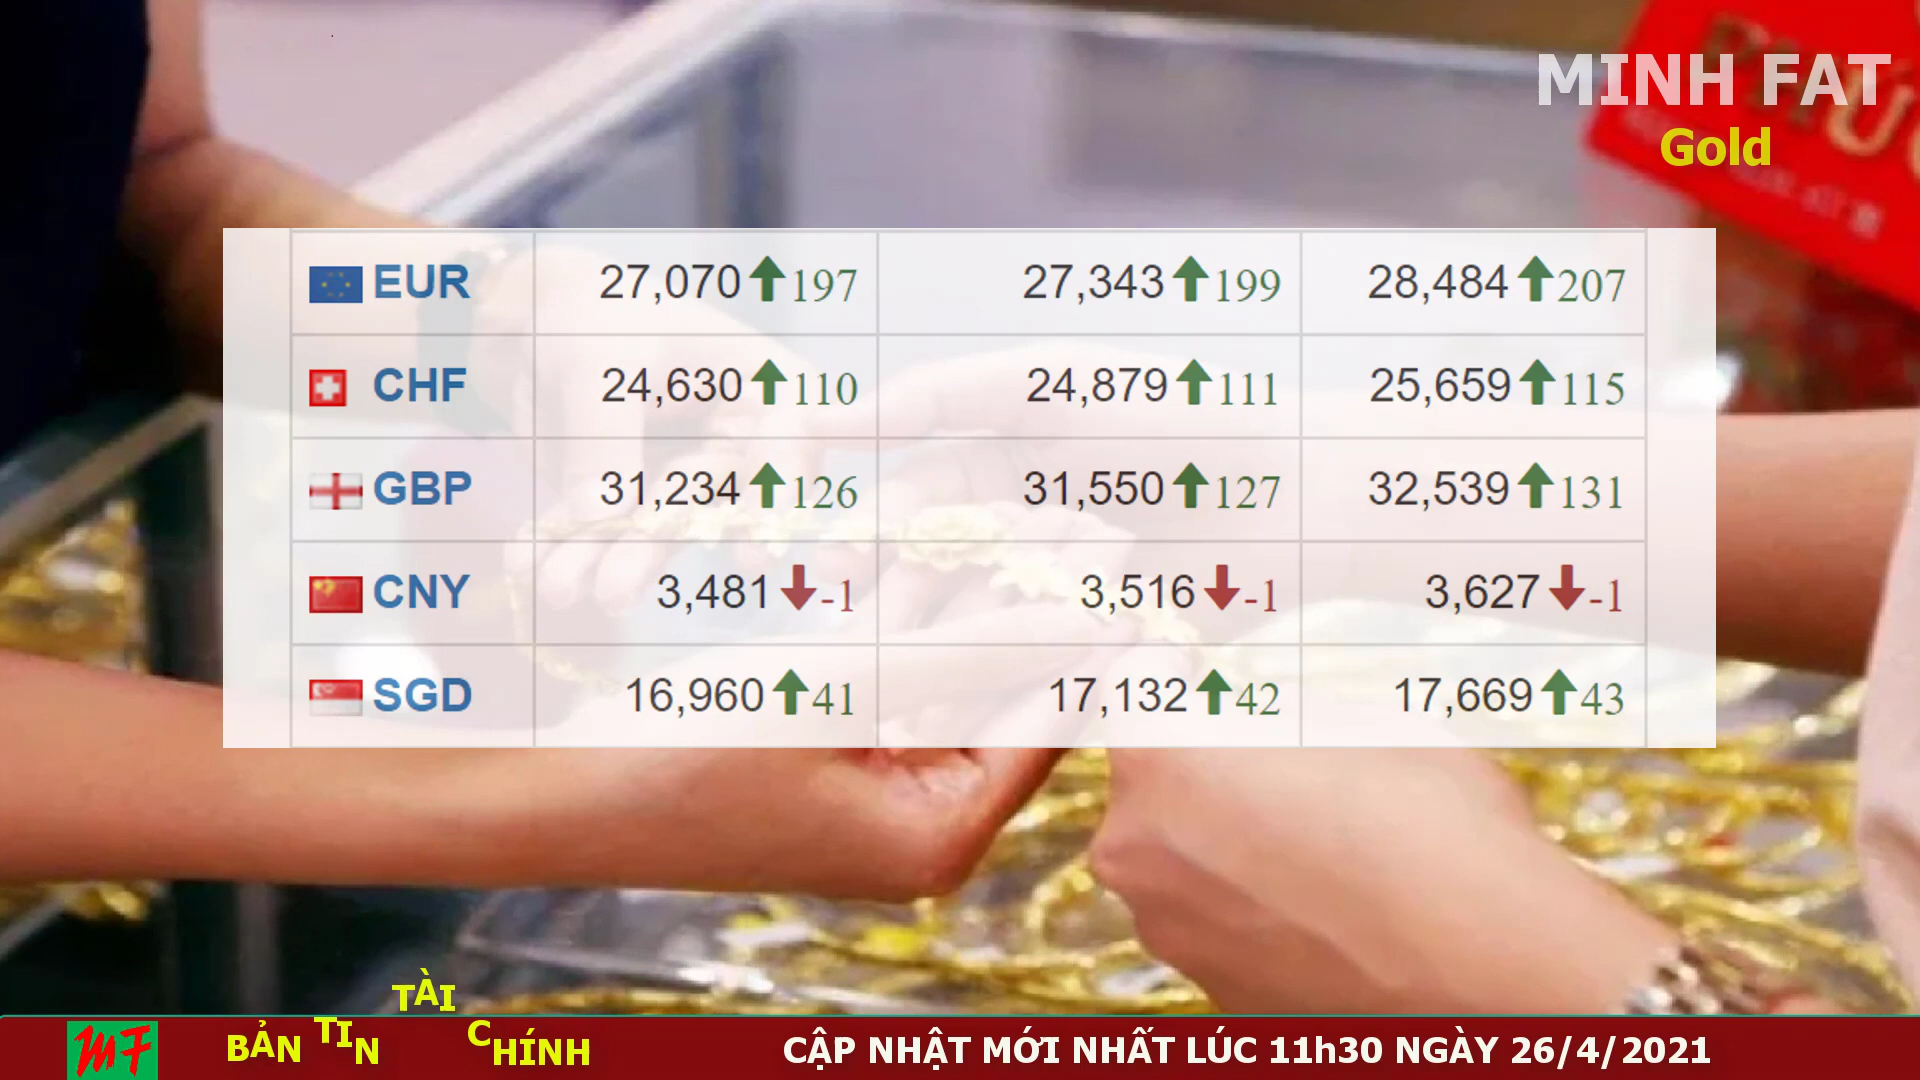 MINH FAT
Gold
EUR 27,070 197 27,343 199 28,484 207
CHF 24,630 110 24,879 111 25,659 115
GBP 31,234 126 31,550 127 32,539 131
CNY 3,481 -1 3,516 -1 3,627 -1
SGD 16,960 41 17,132 42 17,669 43
MF BẢN TIN TÀI CHÍNH CẬP NHẬT MỚI NHẤT LÚC 11h30 NGÀY 26/4/2021